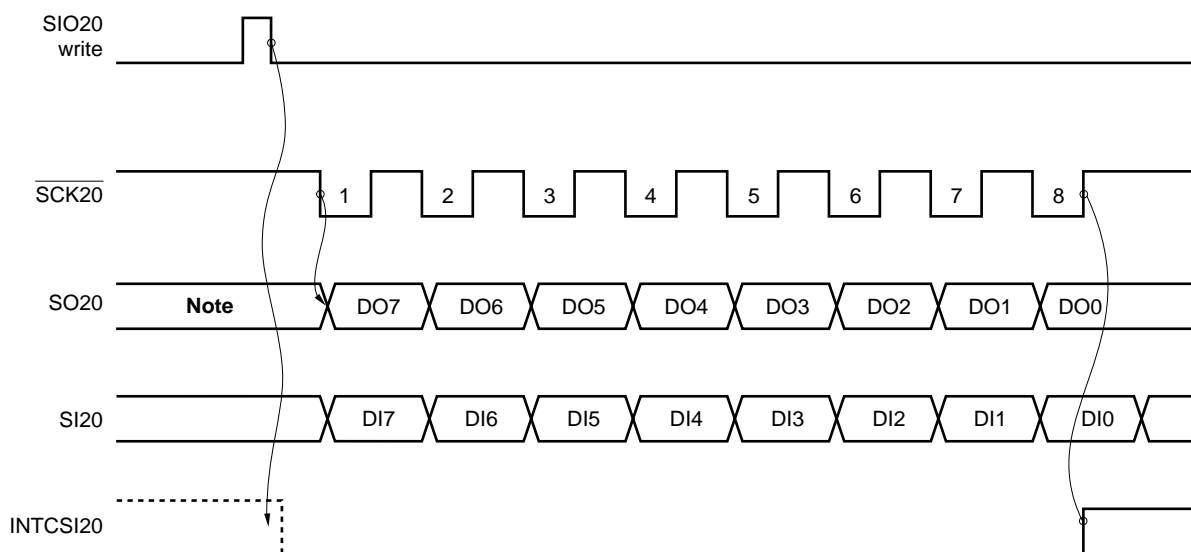 SIO20
write
SCK20
1 2 3 4 5 6 7 8
SO20
Note DO7 DO6 DO5 DO4 DO3 DO2 DO1 DO0
SI20
DI7 DI6 DI5 DI4 DI3 DI2 DI1 DI0
INTCSI20